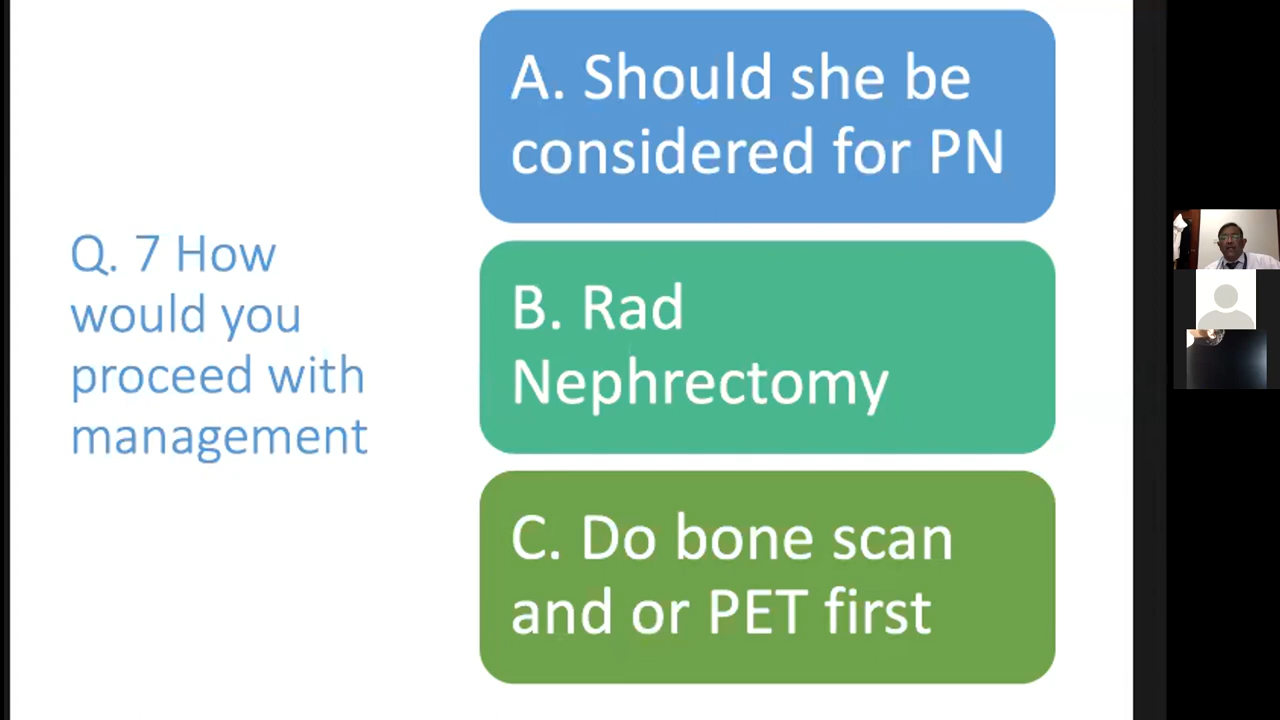 Q. 7 How
would you
proceed with
management
A. Should she be
considered for PN
B. Rad
Nephrectomy
C. Do bone scan
and or PET first